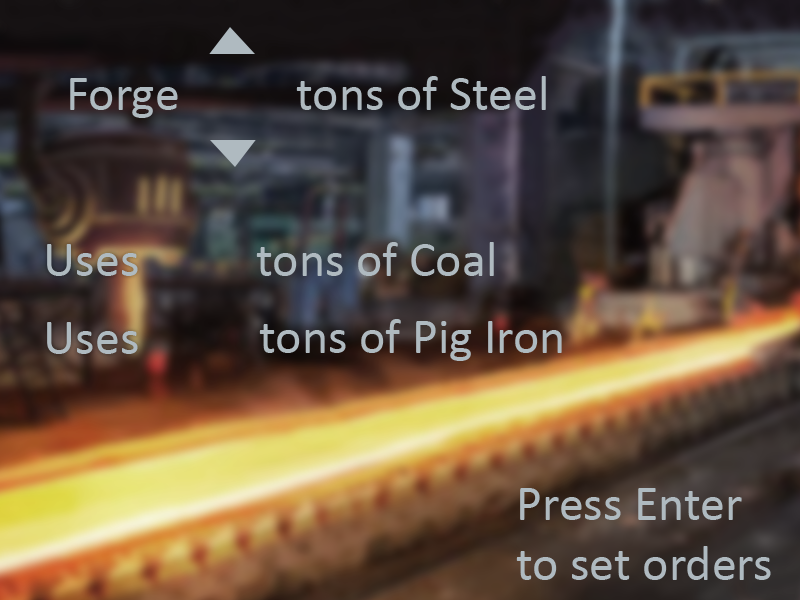 Forge tons of Steel
Uses tons of Coal
Uses tons of Pig Iron
Press Enter
to set orders